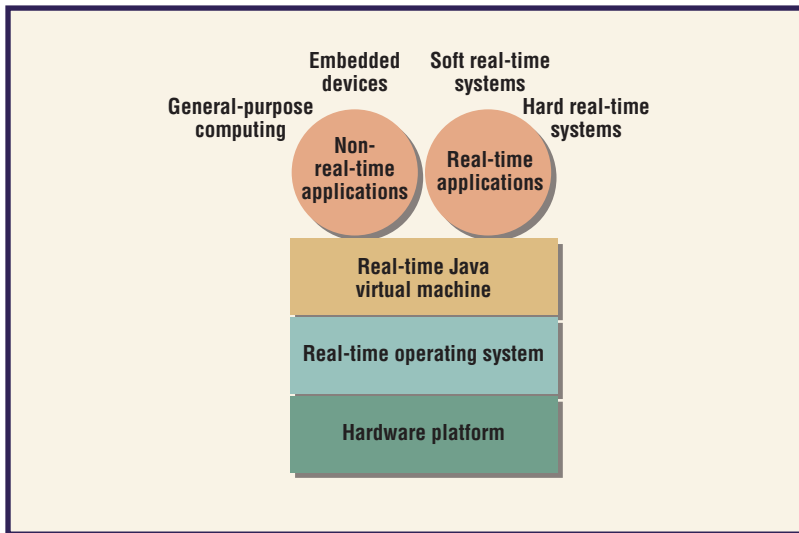 Embedded
devices
Soft real-time
systems
General-purpose
computing
Hard real-time
systems
Non-
real-time
applications
Real-time
applications
Real-time Java
virtual machine
Real-time operating system
Hardware platform